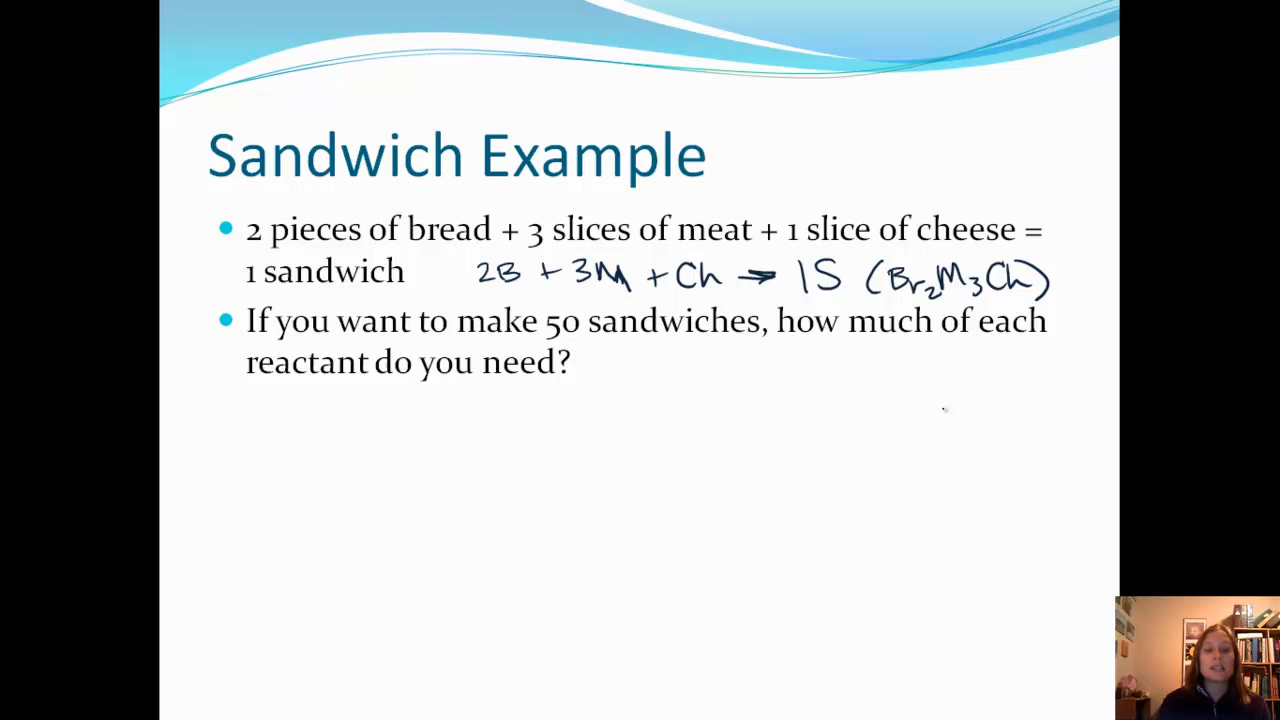 Sandwich Example
2 pieces of bread + 3 slices of meat + 1 slice of cheese =
1 sandwich 2B + 3M + Ch → 1S (Br₂M₃Ch)
If you want to make 50 sandwiches, how much of each
reactant do you need?